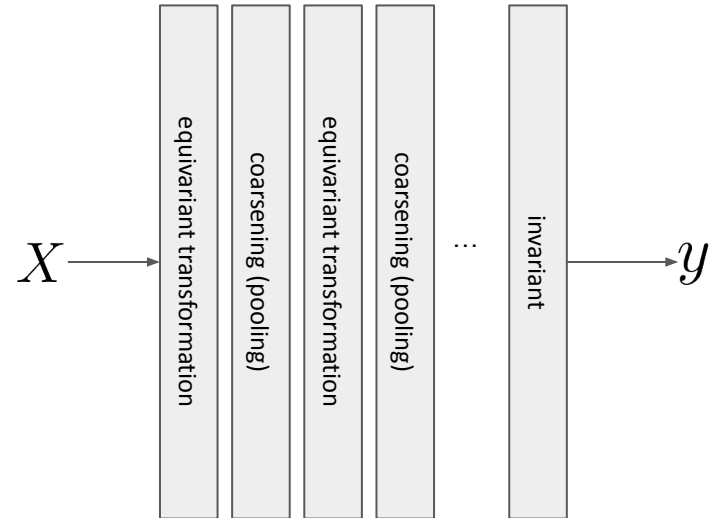 X
equivariant transformation
coarsening (pooling)
equivariant transformation
coarsening (pooling)
...
invariant
y